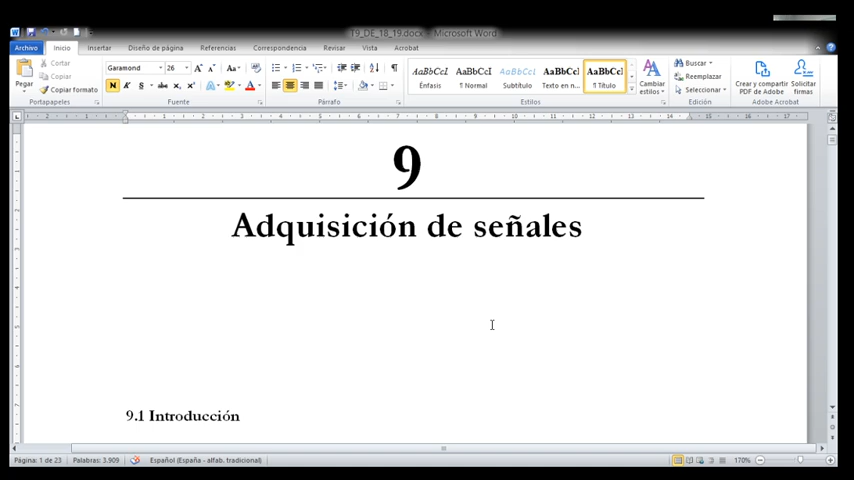 T9_DE_18_19.docx - Microsoft Word
Archivo Inicio Insertar Diseño de página Referencias Correspondencia Revisar Vista Acrobat
Pegar
Cortar
Copiar
Copiar formato
Portapapeles
Garamond 26
Fuente
Párrafo
AaBbCcI AaBbCcI AaBbCcI AaBbCcI AaBbCcI
Énfasis ¶ Normal Subtítulo Texto en n... ¶ Título
Cambiar estilos
Estilos
Buscar
Reemplazar
Seleccionar
Edición
Crear y compartir PDF de Adobe
Solicitar firmas
Adobe Acrobat
9
Adquisición de señales
9.1 Introducción
Página: 1 de 23 Palabras: 3.909 Español (España - alfab. tradicional) 170%